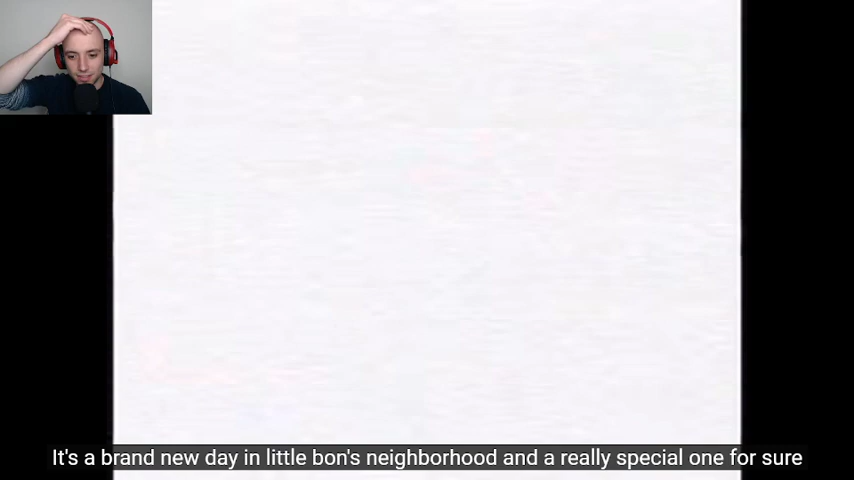 It's a brand new day in little bon's neighborhood and a really special one for sure